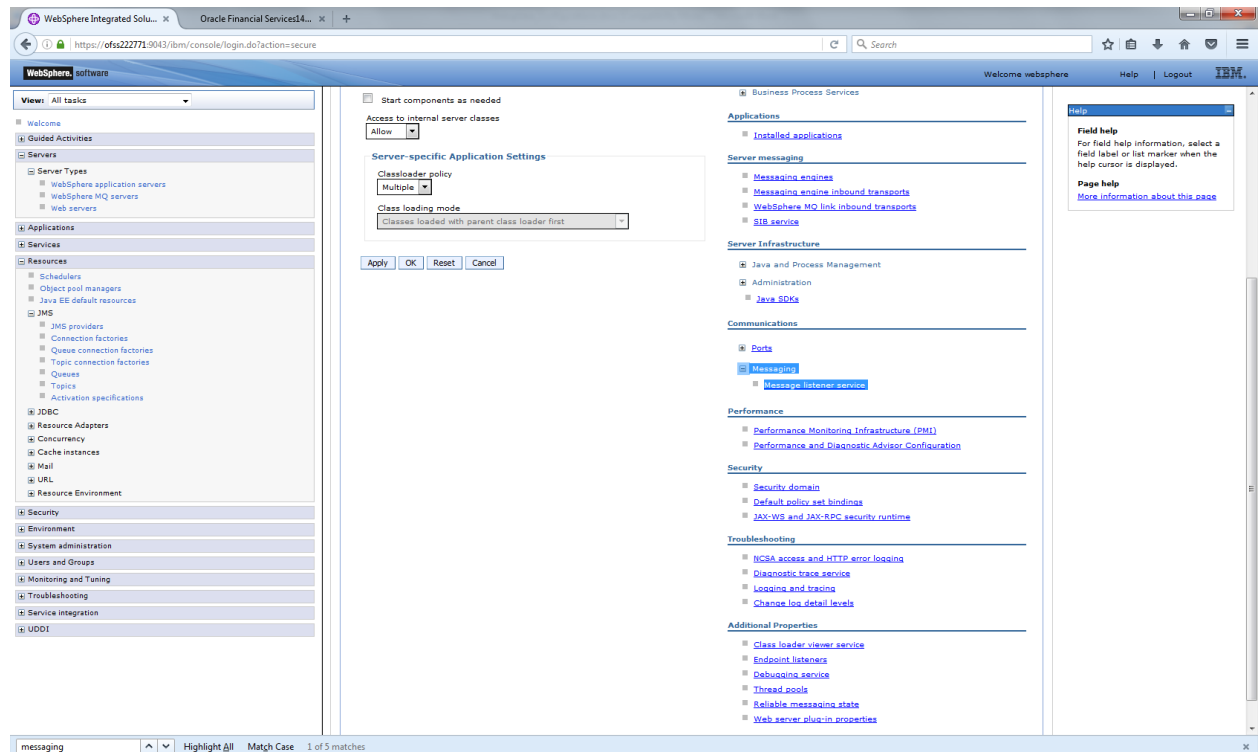 WebSphere Integrated Solu... ×
Oracle Financial Services14... ×
+
https://ofss222771:9043/ibm/console/login.do?action=secure
Search
WebSphere. software
Welcome websphere
Help | Logout
IBM.
View: All tasks
Welcome
Guided Activities
Servers
Server Types
WebSphere application servers
WebSphere MQ servers
Web servers
Applications
Services
Resources
Schedulers
Object pool managers
Java EE default resources
JMS
JMS providers
Connection factories
Queue connection factories
Topic connection factories
Queues
Topics
Activation specifications
JDBC
Resource Adapters
Concurrency
Cache instances
Mail
URL
Resource Environment
Security
Environment
System administration
Users and Groups
Monitoring and Tuning
Troubleshooting
Service integration
UDDI
Start components as needed
Access to internal server classes
Allow
Server-specific Application Settings
Classloader policy
Multiple
Class loading mode
Classes loaded with parent class loader first
Apply OK Reset Cancel
Business Process Services
Applications
Installed applications
Server messaging
Messaging engines
Messaging engine inbound transports
WebSphere MQ link inbound transports
SIB service
Server Infrastructure
Java and Process Management
Administration
Java SDKs
Communications
Ports
Messaging
Message listener service
Performance
Performance Monitoring Infrastructure (PMI)
Performance and Diagnostic Advisor Configuration
Security
Security domain
Default policy set bindings
JAX-WS and JAX-RPC security runtime
Troubleshooting
NCSA access and HTTP error logging
Diagnostic trace service
Logging and tracing
Change log detail levels
Additional Properties
Class loader viewer service
Endpoint listeners
Debugging service
Thread pools
Reliable messaging state
Web server plug-in properties
Help
Field help
For field help information, select a
field label or list marker when the
help cursor is displayed.
Page help
More information about this page
messaging
Highlight All Match Case 1 of 5 matches